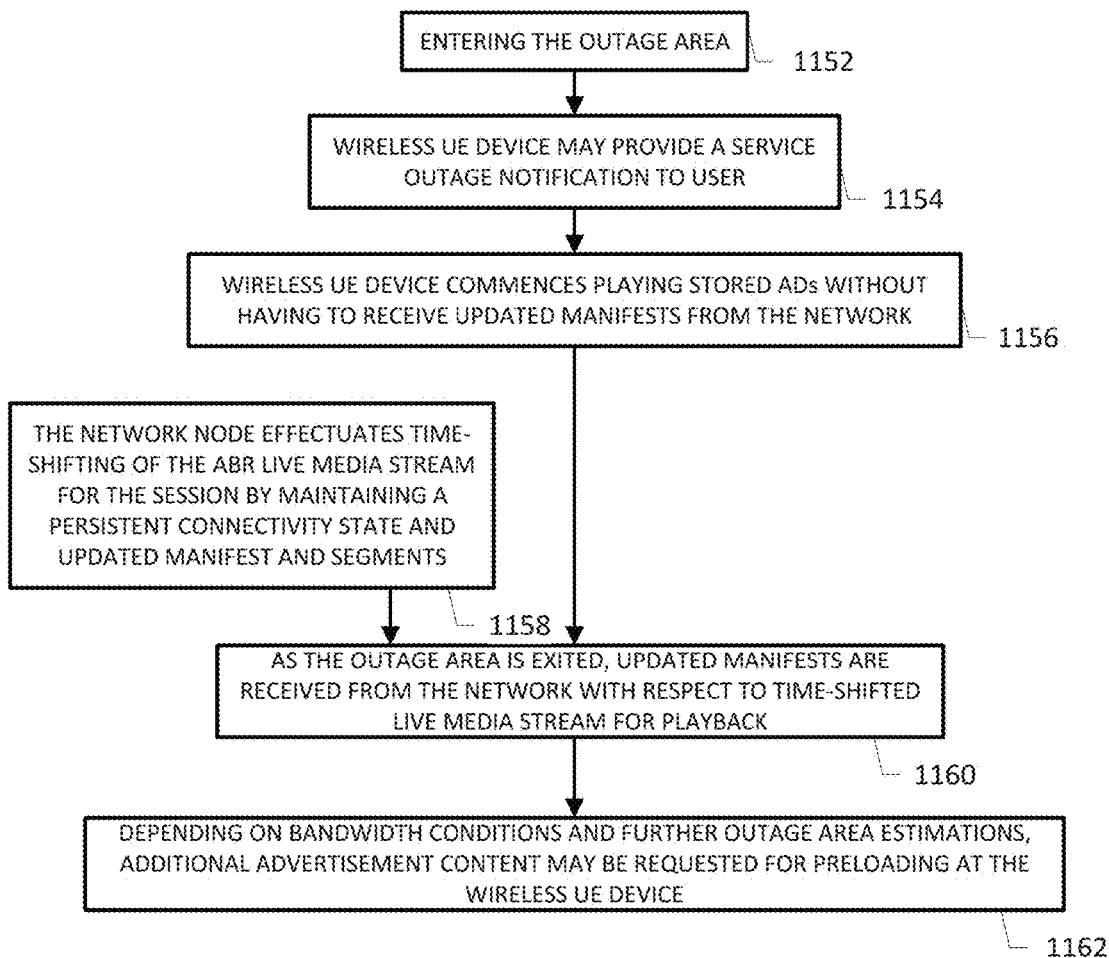 ENTERING THE OUTAGE AREA
1152
WIRELESS UE DEVICE MAY PROVIDE A SERVICE
OUTAGE NOTIFICATION TO USER
1154
WIRELESS UE DEVICE COMMENCES PLAYING STORED ADs WITHOUT
HAVING TO RECEIVE UPDATED MANIFESTS FROM THE NETWORK
1156
THE NETWORK NODE EFFECTUATES TIME-
SHIFTING OF THE ABR LIVE MEDIA STREAM
FOR THE SESSION BY MAINTAINING A
PERSISTENT CONNECTIVITY STATE AND
UPDATED MANIFEST AND SEGMENTS
1158
AS THE OUTAGE AREA IS EXITED, UPDATED MANIFESTS ARE
RECEIVED FROM THE NETWORK WITH RESPECT TO TIME-SHIFTED
LIVE MEDIA STREAM FOR PLAYBACK
1160
DEPENDING ON BANDWIDTH CONDITIONS AND FURTHER OUTAGE AREA ESTIMATIONS,
ADDITIONAL ADVERTISEMENT CONTENT MAY BE REQUESTED FOR PRELOADING AT THE
WIRELESS UE DEVICE
1162